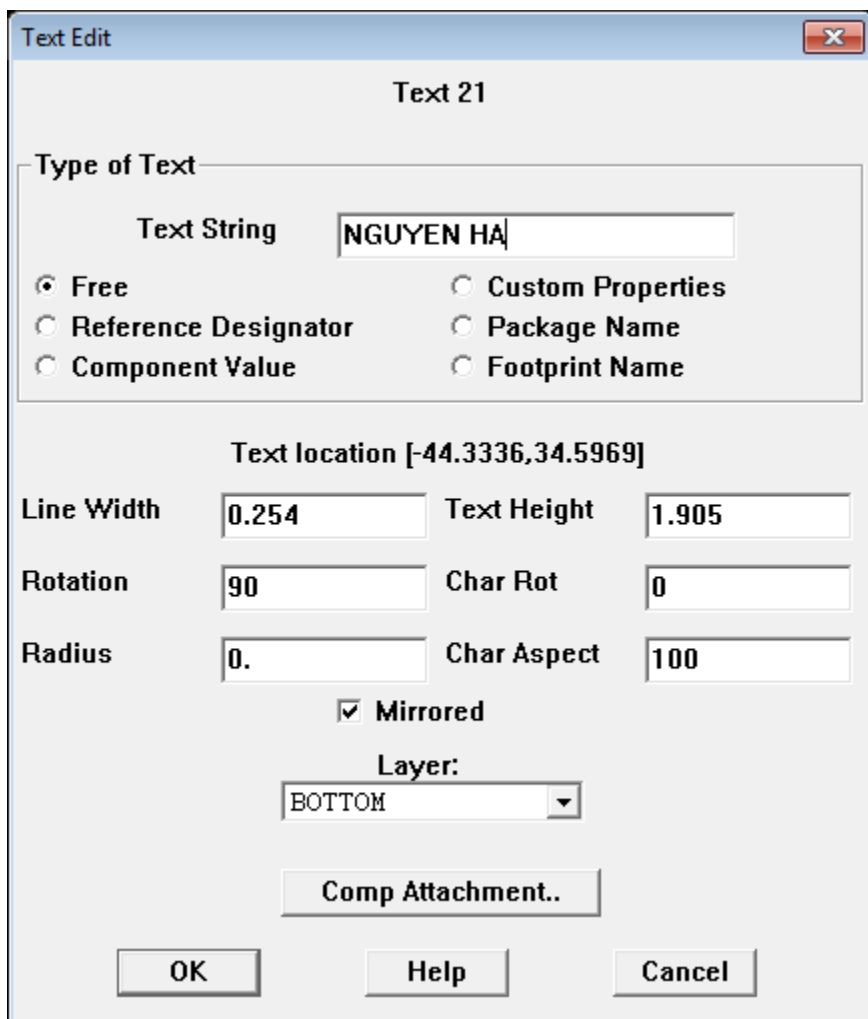 Text Edit
Text 21
Type of Text
Text String NGUYEN HA
Free Custom Properties
Reference Designator Package Name
Component Value Footprint Name
Text location [-44.3336,34.5969]
Line Width 0.254 Text Height 1.905
Rotation 90 Char Rot 0
Radius 0. Char Aspect 100
Mirrored
Layer:
BOTTOM
Comp Attachment..
OK Help Cancel